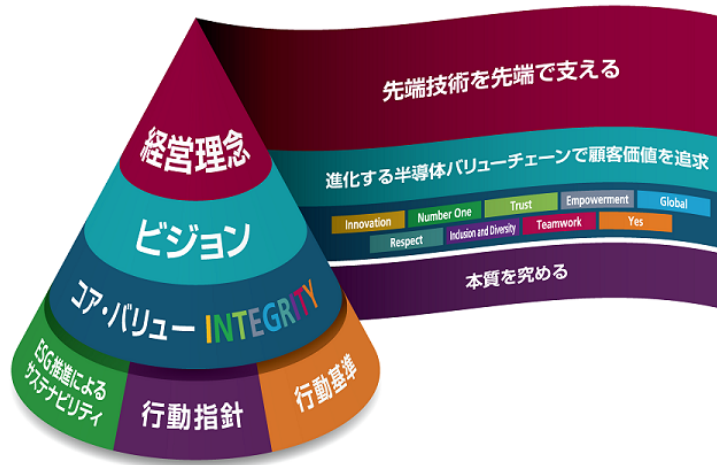 先端技術を先端で支える
経営理念
進化する半導体バリューチェーンで顧客価値を追求
ビジョン
Innovation Number One Trust Empowerment Global
Respect Inclusion and Diversity Teamwork Yes
コア・バリュー INTEGRITY
本質を究める
ESG推進による
サステナビリティ
行動指針
行動基準